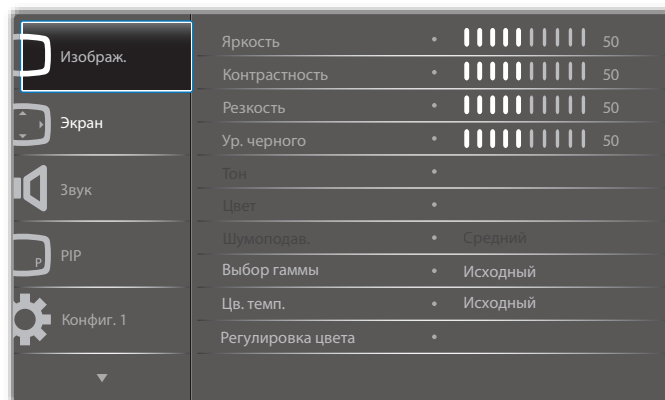 Изображ.
Экран
Звук
PIP
P
Конфиг. 1
Яркость 50
Контрастность 50
Резкость 50
Ур. черного 50
Тон
Цвет
Шумоподав. Средний
Выбор гаммы Исходный
Цв. темп. Исходный
Регулировка цвета